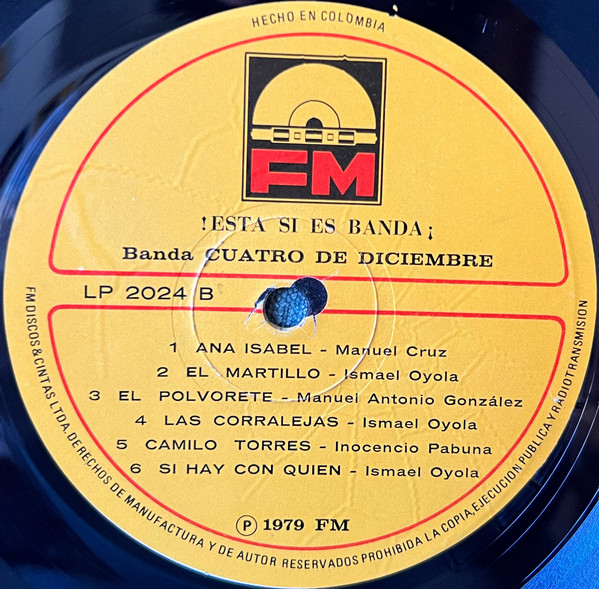 HECHO EN COLOMBIA
FM
!ESTA SI ES BANDA¡
Banda CUATRO DE DICIEMBRE
LP 2024 B
1 ANA ISABEL - Manuel Cruz
2 EL MARTILLO - Ismael Oyola
3 EL POLVORETE - Manuel Antonio González
4 LAS CORRALEJAS - Ismael Oyola
5 CAMILO TORRES - Inocencio Pabuna
6 SI HAY CON QUIEN - Ismael Oyola
℗ 1979 FM
FM DISCOS & CINTAS LTDA. DERECHOS DE MANUFACTURA Y DE AUTOR RESERVADOS PROHIBIDA LA COPIA, EJECUCION PUBLICA Y RADIOTRANSMISION